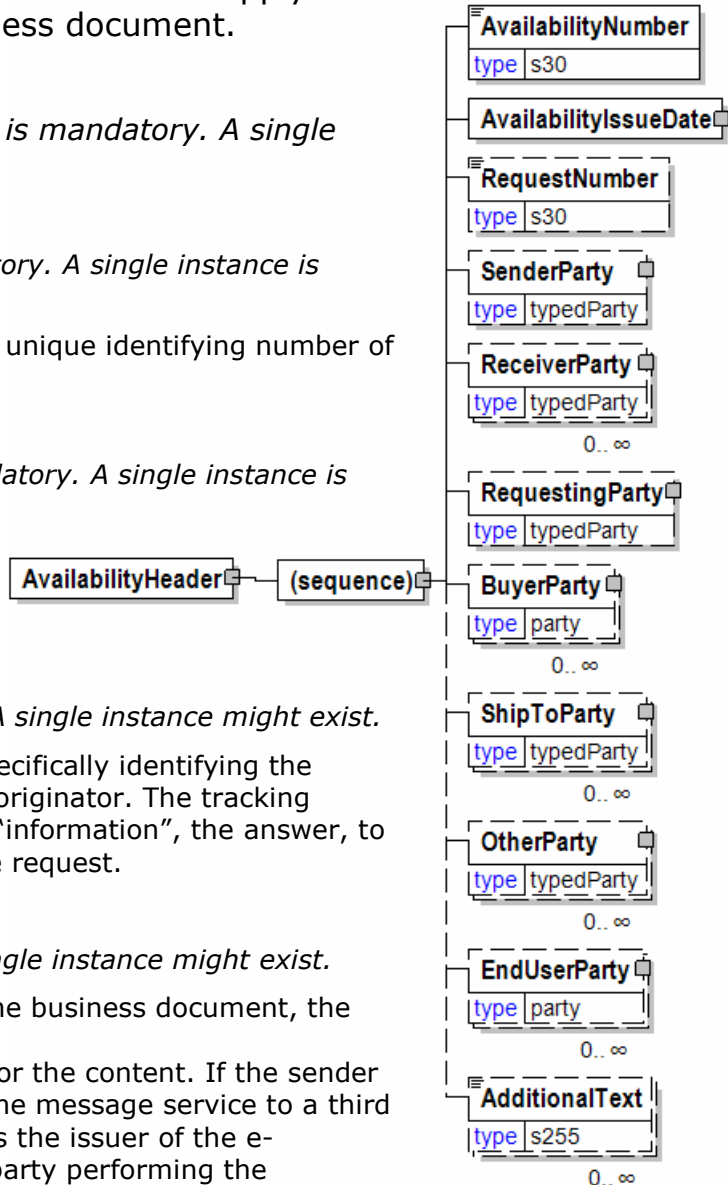 ess document.
is mandatory. A single
ory. A single instance is
unique identifying number of
latory. A single instance is
A single instance might exist.
ecifically identifying the
originator. The tracking
"information", the answer, to
e request.
ngle instance might exist.
he business document, the
or the content. If the sender
he message service to a third
s the issuer of the e-
party performing the
AvailabilityHeader
(sequence)
AvailabilityNumber
type s30
AvailabilityIssueDate
RequestNumber
type s30
SenderParty
type typedParty
ReceiverParty
type typedParty
0..∞
RequestingParty
type typedParty
BuyerParty
type party
0..∞
ShipToParty
type typedParty
0..∞
OtherParty
type typedParty
0..∞
EndUserParty
type party
0..∞
AdditionalText
type s255
0..∞